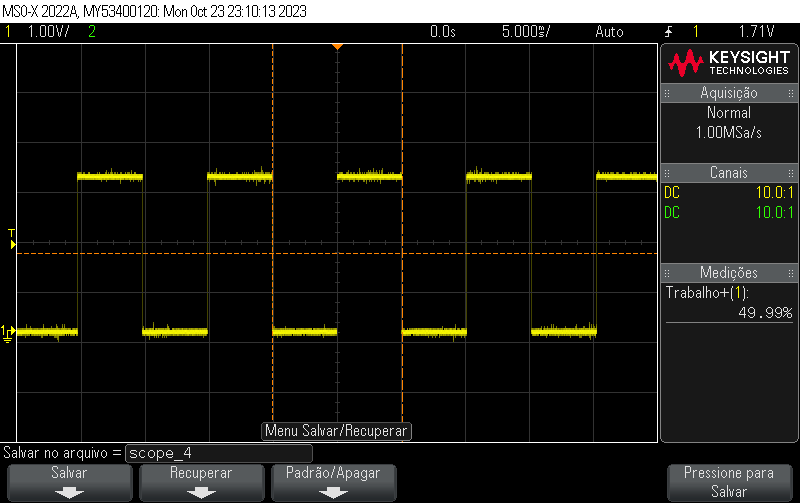 MSO-X 2022A, MY53400120: Mon Oct 23 23:10:13 2023
1 1.00V/ 2 0.0s 5.000ms/ Auto 1 1.71V
KEYSIGHT
TECHNOLOGIES
Aquisição
Normal
1.00MSa/s
Canais
DC 10.0:1
DC 10.0:1
Medições
Trabalho+(1):
49.99%
T
1
Menu Salvar/Recuperar
Salvar no arquivo = scope_4
Salvar
Recuperar
Padrão/Apagar
Pressione para
Salvar